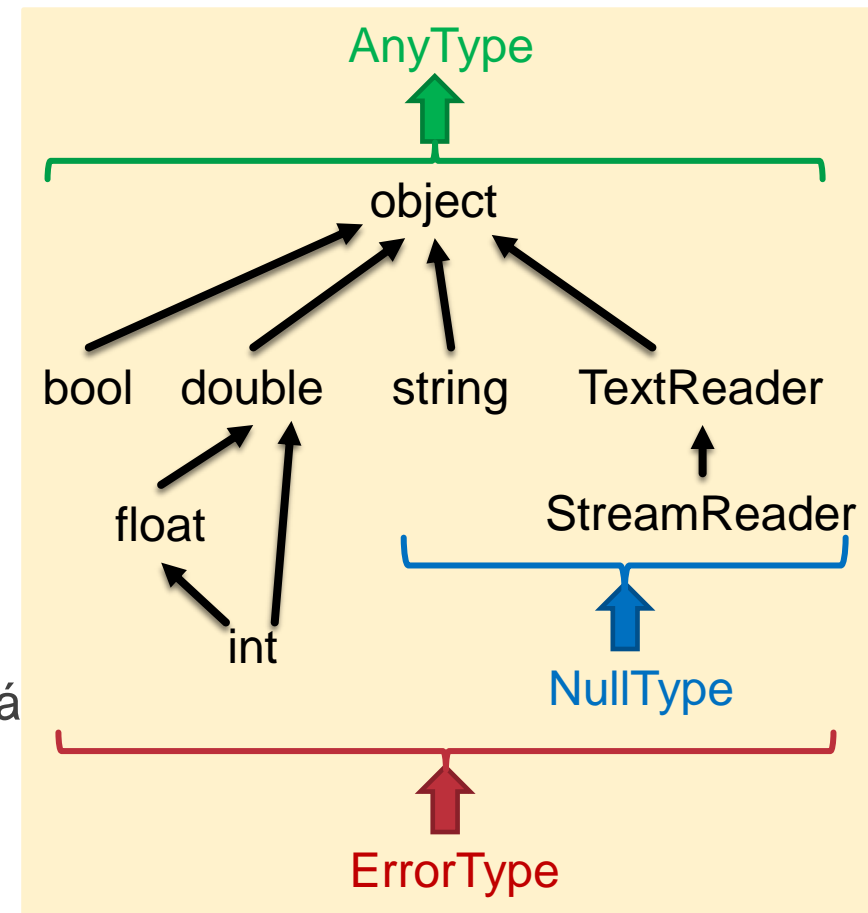 AnyType
object
bool double string TextReader
StreamReader
float
int
NullType
á
ErrorType